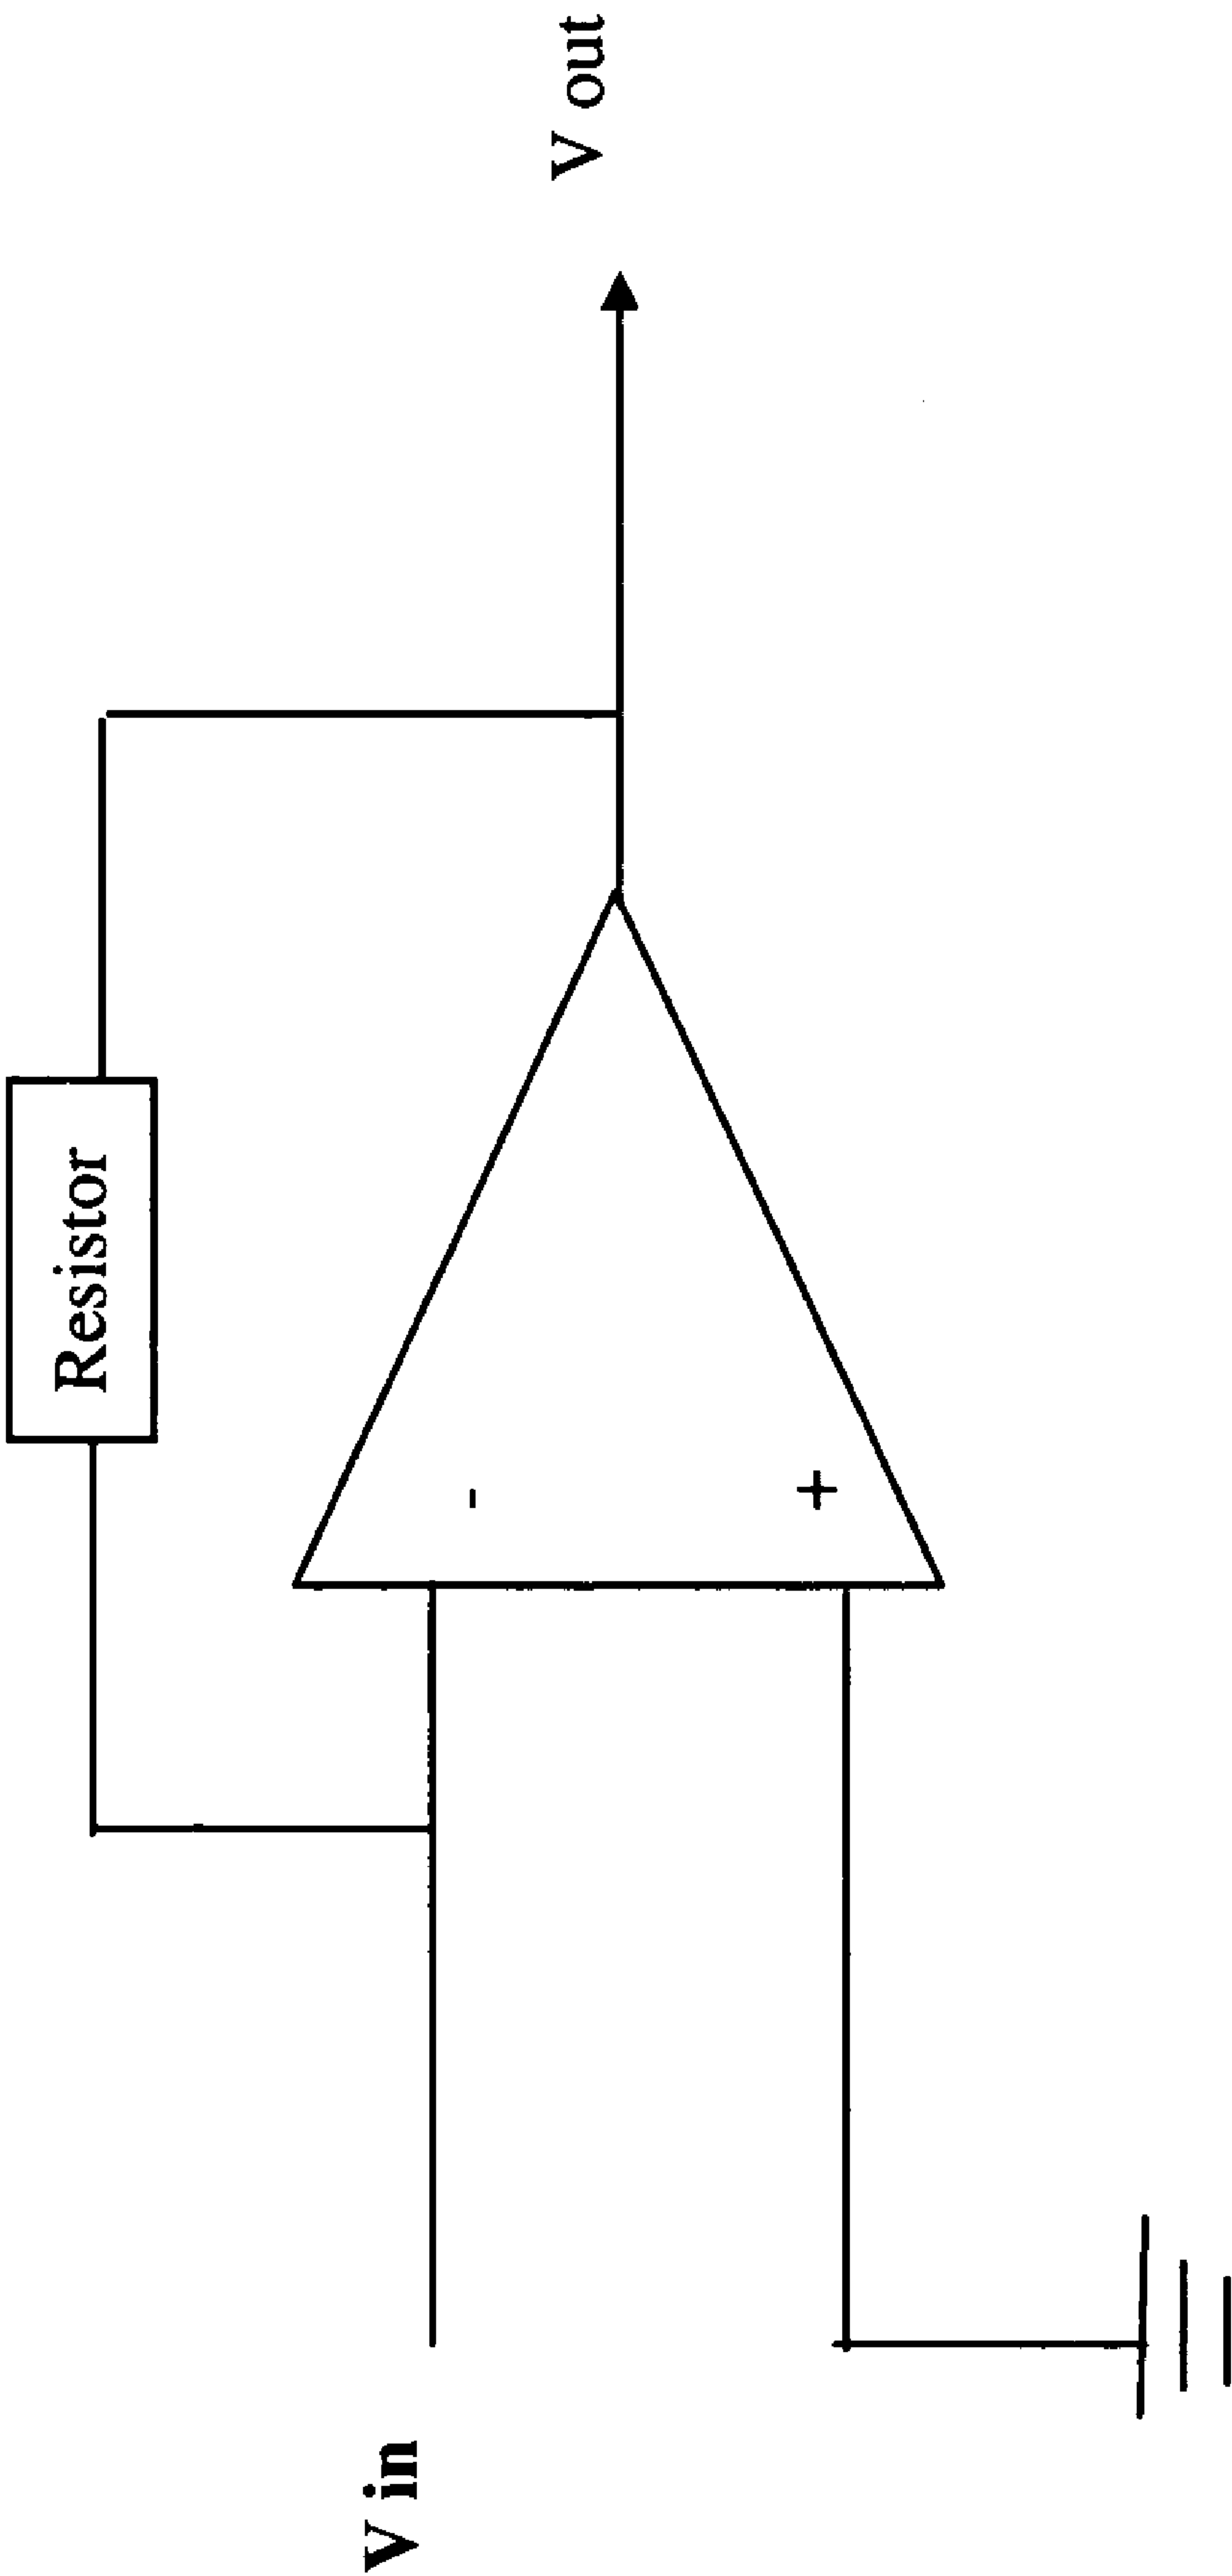 Resistor
V in
-
+
V out